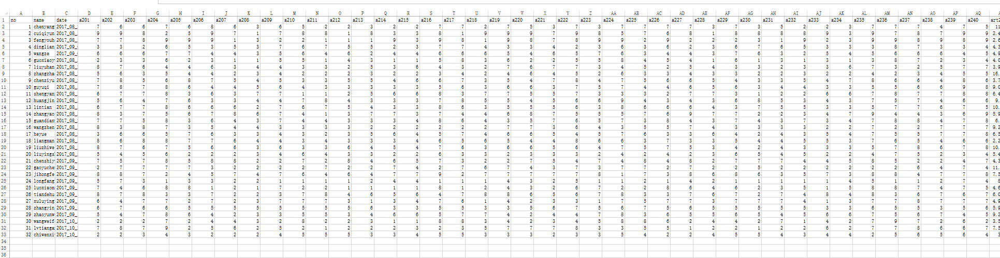 A B C D E F G H I J K L M N O P Q R S T U V W X Y Z AA AB AC AD AE AF AG AH AI AJ AK AL AM AN AO AP AQ
1 no name date a201 a202 a203 a204 a205 a206 a207 a208 a209 a210 a211 a212 a213 a214 a215 a216 a217 a218 a219 a220 a221 a222 a223 a224 a225 a226 a227 a228 a229 a230 a231 a232 a233 a234 a235 a236 a237 a238 a239 a240 art2
2 1 chenyang 2017_08_ 7 6 6 7 6 8 6 3 6 5 2 2 3 2 2 7 7 2 7 5 3 7 3 7 7 7 7 3 7 3 5 2 2 3 7 7 7 4 7 5 11
3 2 cuiqiyun 2017_08_ 9 9 8 2 5 9 7 1 7 8 8 1 8 3 3 8 1 9 9 9 7 9 8 5 7 6 8 1 8 8 8 8 9 3 9 7 8 7 9 9 2.4
4 3 fengyouh 2017_08_ 7 7 8 9 9 9 1 3 2 2 1 1 1 9 3 9 8 1 9 8 7 8 9 9 2 9 2 2 2 3 1 9 2 3 9 9 8 9 8 9 2.6
5 4 dinglian 2017_09_ 3 3 2 6 5 3 5 3 7 6 7 5 5 2 3 7 7 4 3 3 4 2 3 6 3 6 2 3 6 7 6 5 3 3 3 8 7 3 3 4 4.3
6 5 wangze 2017_09_ 6 6 6 7 7 4 4 3 5 6 4 6 2 4 4 6 6 6 5 4 6 5 7 6 3 4 4 3 7 6 3 2 5 4 5 6 6 6 4 5 4.9
7 6 guoxiaoy 2017_08_ 2 3 3 6 2 3 1 1 5 5 1 4 3 1 1 5 8 3 6 2 2 5 5 8 4 5 4 1 6 1 3 1 3 1 3 8 7 2 3 4 4.0
8 7 liuyuhan 2017_08_ 8 7 6 4 4 6 3 4 4 3 3 2 5 3 6 4 3 2 7 6 7 7 3 4 5 2 5 4 3 3 2 3 3 6 7 3 2 5 7 7 3.9
9 8 zhangzha 2017_08_ 5 6 3 5 4 4 2 3 4 2 2 2 3 2 2 3 4 2 4 6 4 5 2 6 3 3 4 3 3 2 2 3 2 2 4 2 3 4 5 5 16.
10 9 chenziyu 2017_08_ 7 8 5 6 8 7 5 4 5 3 3 5 5 4 6 6 7 3 5 4 7 8 4 7 5 6 6 5 4 3 3 5 4 7 8 6 6 4 8 6 3.7
11 10 guyuqi 2017_08_ 7 8 7 8 6 4 4 5 6 4 3 3 3 3 3 5 6 3 6 6 3 7 5 7 4 4 6 5 6 3 4 4 3 3 5 5 6 6 9 8 9.0
12 11 shengyan 2017_08_ 6 7 7 8 3 6 3 7 7 1 1 2 5 6 6 8 3 7 7 5 5 7 3 3 3 2 7 7 3 1 2 2 6 6 7 8 7 7 8 8 6.4
13 12 huangjin 2017_08_ 5 6 4 7 6 3 3 4 4 7 8 4 3 3 3 7 8 5 5 4 5 6 6 9 4 3 4 3 6 8 5 3 4 3 7 5 7 4 6 6 9.
14 13 lintian 2017_08_ 6 7 7 8 6 6 6 2 7 6 7 5 4 3 3 8 6 3 5 5 5 6 3 8 6 6 6 4 3 7 5 5 3 3 5 7 7 6 7 5 10.
15 14 zhangyao 2017_08_ 8 3 7 5 6 7 8 6 7 4 1 3 7 7 3 7 4 4 6 8 7 5 5 5 7 6 9 7 7 2 2 3 4 7 9 4 4 3 6 9 5.9
16 15 guandian 2017_08_ 7 7 5 8 3 6 4 3 7 4 4 3 3 3 4 8 6 4 3 5 7 6 5 7 3 8 4 3 7 4 3 7 3 4 7 8 8 4 7 8 6.
17 16 wangzhen 2017_08_ 8 3 8 7 3 5 4 4 3 3 3 3 2 2 2 2 2 2 7 7 3 6 4 3 5 5 7 4 3 3 3 3 2 2 7 2 2 7 7 7 9.2
18 17 heyue 2017_08_ 3 6 6 5 7 6 3 3 4 3 2 3 5 6 4 5 7 4 6 6 5 4 5 7 6 3 3 6 4 2 4 3 5 4 7 5 5 7 7 8 6.5
19 18 liangman 2017_08_ 8 6 8 8 7 7 6 4 4 3 4 3 3 3 4 6 5 6 5 4 4 8 6 6 3 7 3 3 5 4 4 5 5 3 7 6 5 4 6 6 2.2
20 19 liuzhiwe 2017_08_ 8 7 6 7 5 6 6 3 6 3 3 6 4 5 4 7 6 3 6 6 5 6 4 7 5 7 5 3 4 2 4 3 3 3 5 7 8 6 7 8 10.
21 20 liuyings 2017_08_ 5 4 5 6 2 2 2 3 4 6 4 3 3 2 2 6 3 3 2 3 3 3 2 4 2 4 2 3 6 5 4 5 2 2 4 7 5 2 3 4 5.4
22 21 chenshiy 2017_09_ 7 5 7 8 5 8 8 2 2 7 2 8 4 6 5 7 3 2 2 7 5 4 7 4 8 4 8 2 7 7 7 4 4 5 8 5 2 2 4 7 4.3
23 22 gaoyuche 2017_09_ 2 7 7 7 7 3 2 2 2 2 7 2 2 7 4 2 7 6 7 4 3 7 3 7 7 2 7 2 2 5 2 2 2 2 2 2 6 4 7 4 11.
24 23 jihongfe 2017_09_ 8 8 7 2 4 5 7 4 7 6 4 6 4 7 7 9 2 7 7 7 7 7 7 8 1 7 3 8 6 6 3 5 7 3 8 8 4 7 7 8 7.5
25 24 longfang 2017_09_ 5 7 3 1 3 3 2 2 1 1 1 1 2 4 4 1 1 1 4 3 2 5 1 1 2 1 4 2 1 1 1 1 1 4 5 1 1 2 7 4 8
26 25 luoxiaom 2017_09_ 7 4 6 8 8 1 2 1 7 2 2 1 1 1 1 8 1 2 4 3 2 6 7 2 2 8 6 4 6 2 3 5 1 5 8 8 7 4 7 5 4.6
27 26 tiandehu 2017_09_ 8 7 8 3 3 7 2 2 3 7 8 4 6 5 6 4 7 8 8 6 5 6 7 8 3 3 7 6 7 2 7 4 8 4 8 3 6 7 6 7 6.0
28 27 xuluying 2017_09_ 6 4 7 7 2 7 1 3 1 7 7 3 1 3 4 7 6 1 4 2 3 3 1 5 5 7 7 3 7 7 4 1 3 7 8 7 7 4.9
29 28 zhangyin 2017_09_ 6 7 6 6 5 5 5 5 5 5 5 5 6 3 3 5 5 3 3 5 6 7 5 6 7 5 6 5 5 5 5 5 3 3 6 5 5 3 5 6 5.9
30 29 zhaoyunw 2017_09_ 5 4 7 8 6 4 2 3 3 5 5 3 4 6 6 5 7 7 4 2 4 4 7 8 3 6 5 5 6 5 4 5 6 6 7 5 6 7 4 5 9.2
31 30 wangweif 2017_10_ 2 2 2 7 2 4 4 3 2 8 2 2 3 1 1 8 8 3 4 2 3 4 5 8 8 6 2 4 4 2 7 1 4 2 7 9 7 2 6 2 3.5
32 31 lvtianga 2017_10_ 7 8 7 9 2 5 6 2 5 2 1 2 2 2 3 2 3 5 7 7 7 8 3 3 5 5 1 2 2 1 2 2 6 2 7 7 8 6 6 7 7.5
33 32 chiwenxi 2017_10_ 2 2 3 4 3 2 2 2 4 5 5 5 3 3 4 5 5 3 3 3 2 3 3 5 4 2 2 4 5 5 4 3 4 4 2 5 6 5 6 4 3
34
35
36